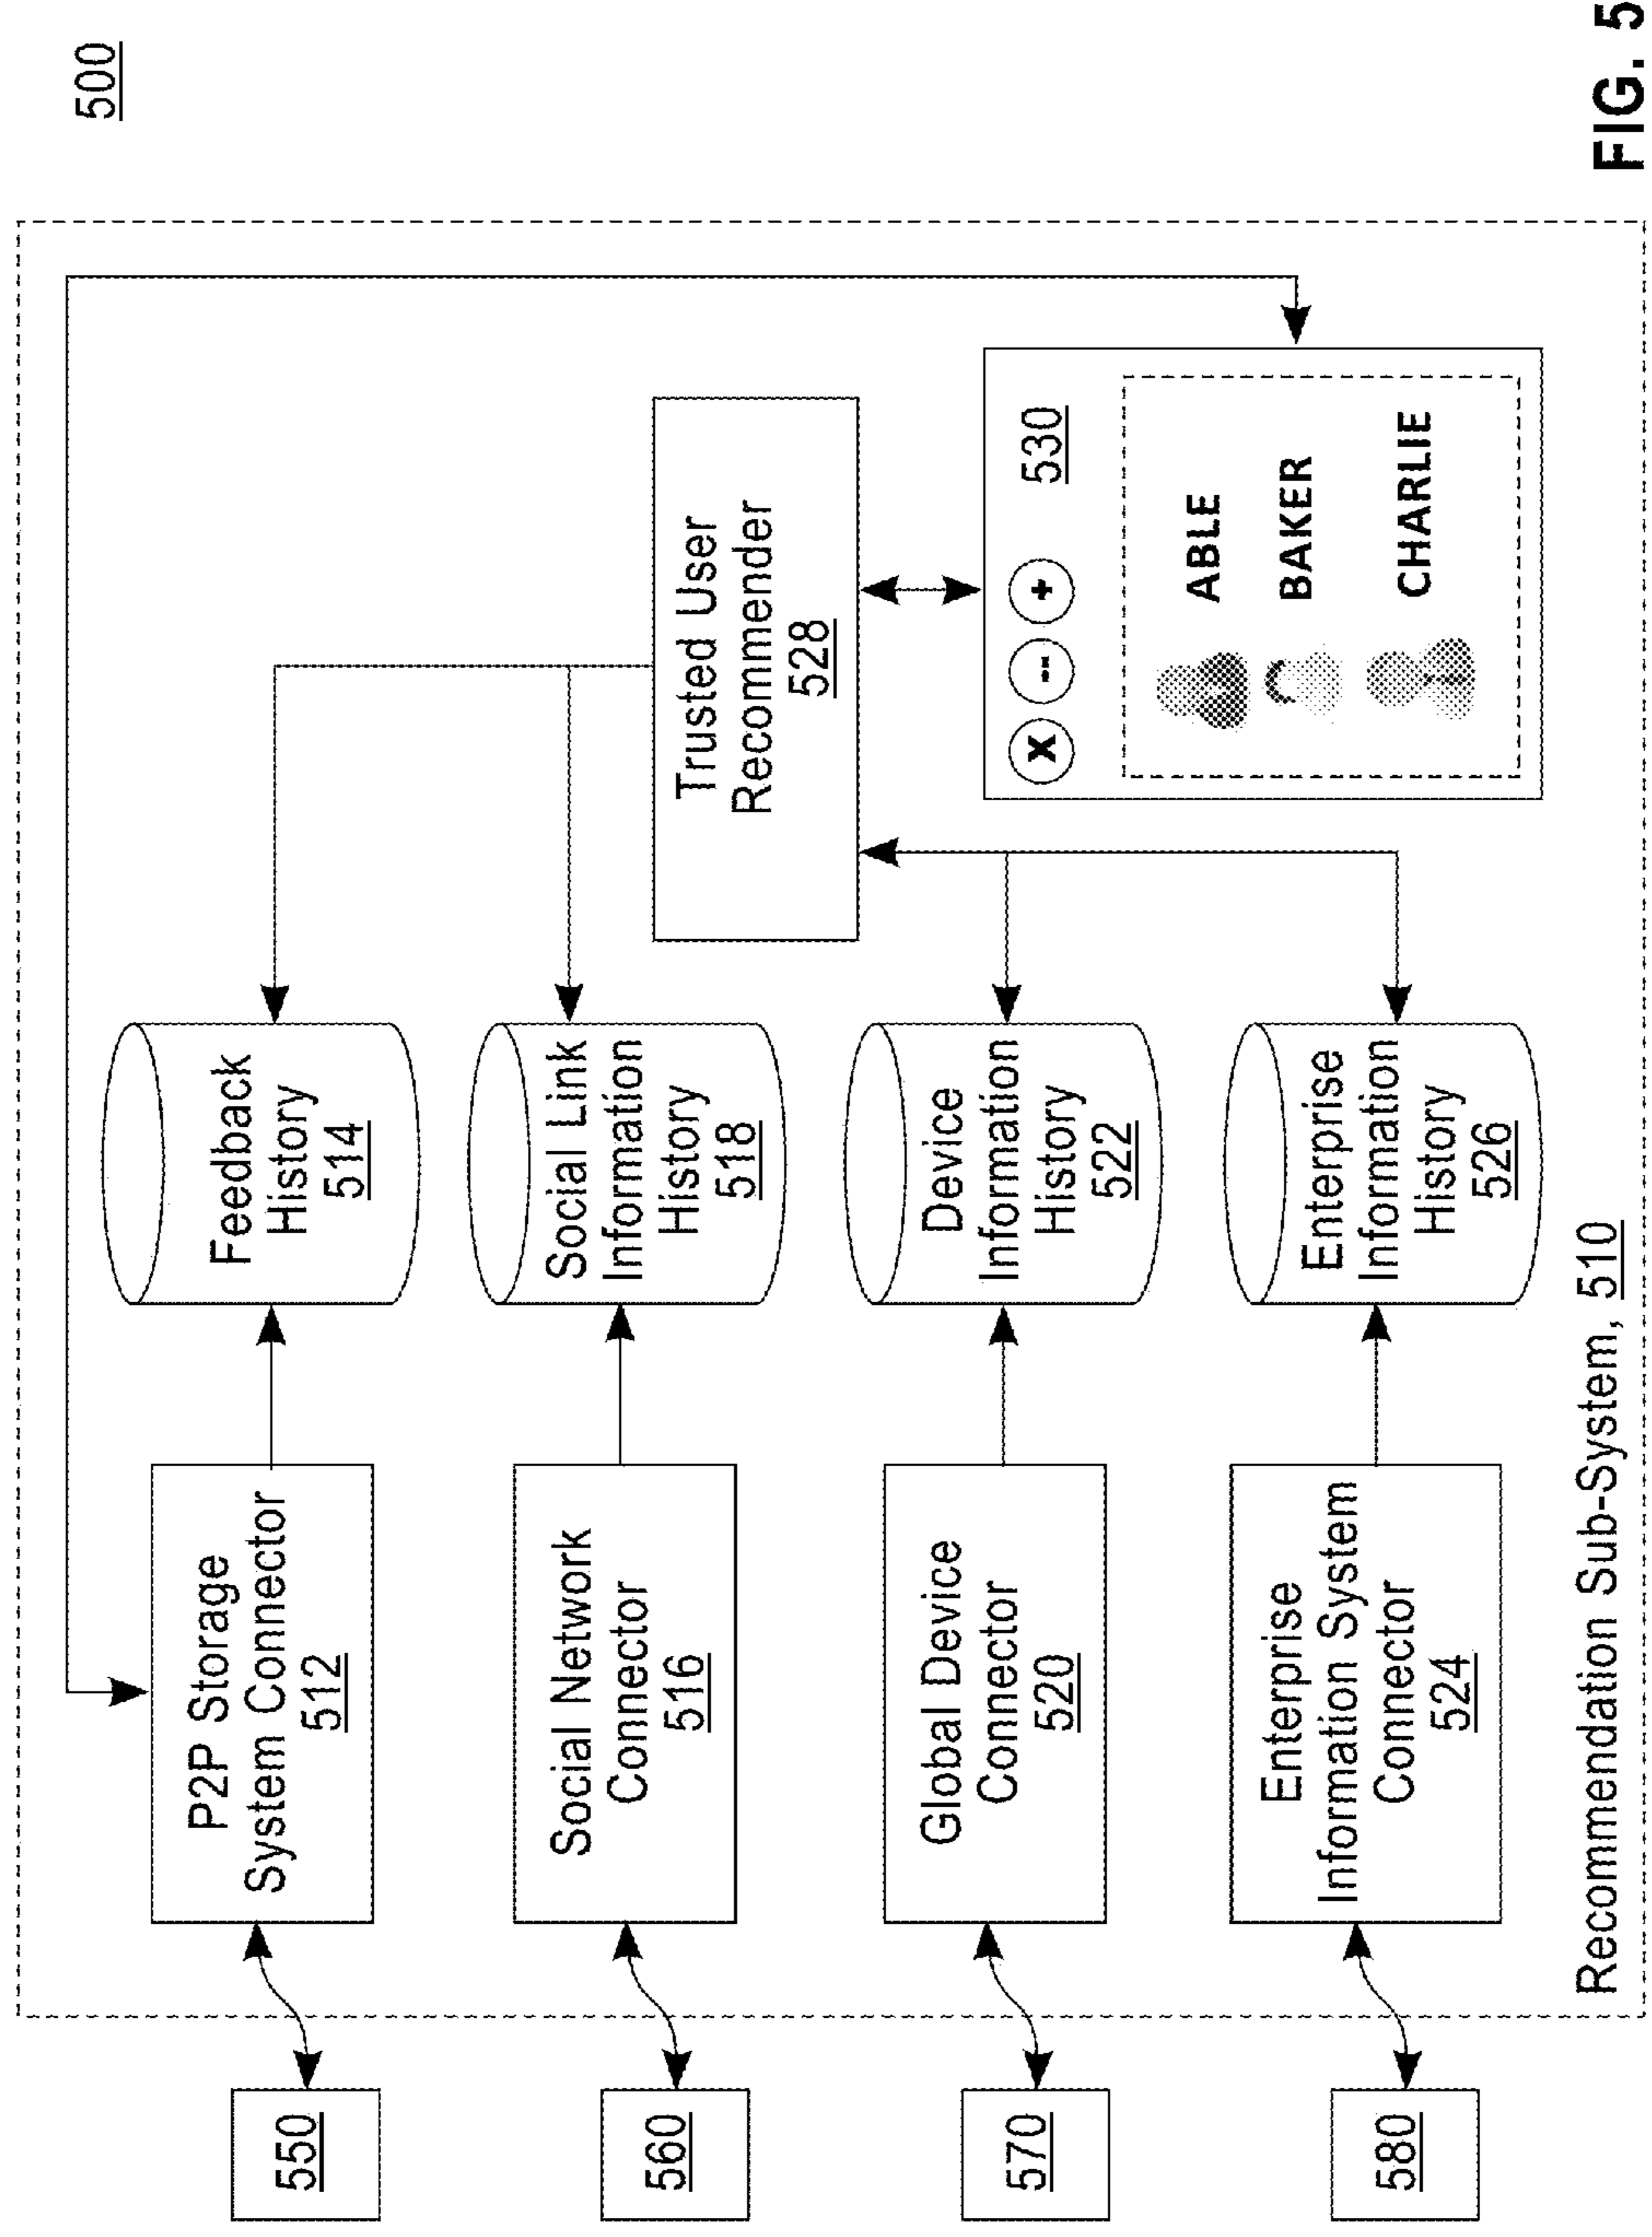 500
550
P2P Storage
System Connector
512
Feedback
History
514
560
Social Network
Connector
516
Social Link
Information
History
518
Trusted User
Recommender
528
570
Global Device
Connector
520
Device
Information
History
522
X
--
+
530
ABLE
BAKER
CHARLIE
580
Enterprise
Information System
Connector
524
Enterprise
Information
History
526
Recommendation Sub-System, 510
FIG. 5